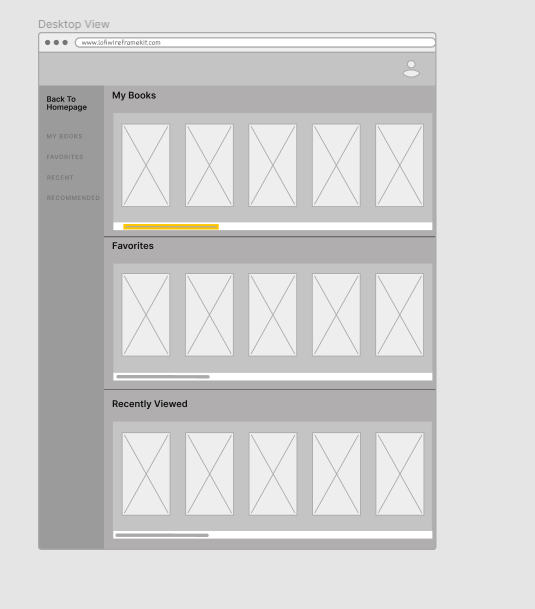 Desktop View
www.lofiwireframekit.com
Back To
Homepage
MY BOOKS
FAVORITES
RECENT
RECOMMENDED
My Books
Favorites
Recently Viewed